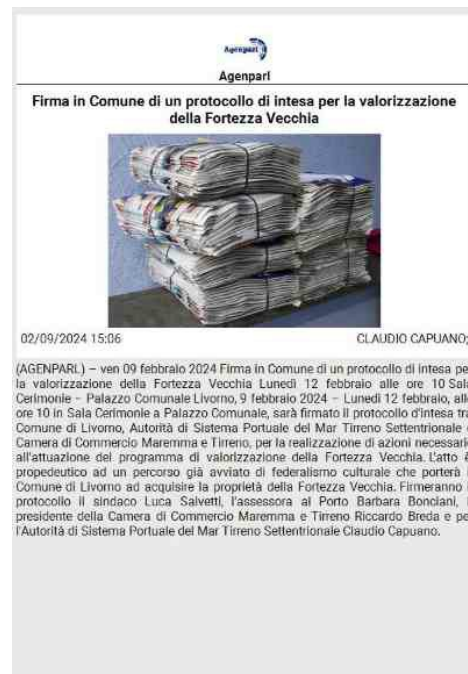 Agenparl
Agenparl
Firma in Comune di un protocollo di intesa per la valorizzazione
della Fortezza Vecchia
02/09/2024 15:06
CLAUDIO CAPUANO;
(AGENPARL) – ven 09 febbraio 2024 Firma in Comune di un protocollo di intesa pe
la valorizzazione della Fortezza Vecchia Lunedì 12 febbraio alle ore 10 Sala
Cerimonie – Palazzo Comunale Livorno, 9 febbraio 2024 – Lunedì 12 febbraio, all
ore 10 in Sala Cerimonie a Palazzo Comunale, sarà firmato il protocollo d'intesa tra
Comune di Livorno, Autorità di Sistema Portuale del Mar Tirreno Settentrionale
Camera di Commercio Maremma e Tirreno, per la realizzazione di azioni necessarie
all'attuazione del programma di valorizzazione della Fortezza Vecchia. L'atto è
propedeutico ad un percorso già avviato di federalismo culturale che porterà
Comune di Livorno ad acquisire la proprietà della Fortezza Vecchia. Firmeranno
protocollo il sindaco Luca Salvetti, l'assessora al Porto Barbara Bonciani,
presidente della Camera di Commercio Maremma e Tirreno Riccardo Breda e pe
l'Autorità di Sistema Portuale del Mar Tirreno Settentrionale Claudio Capuano.